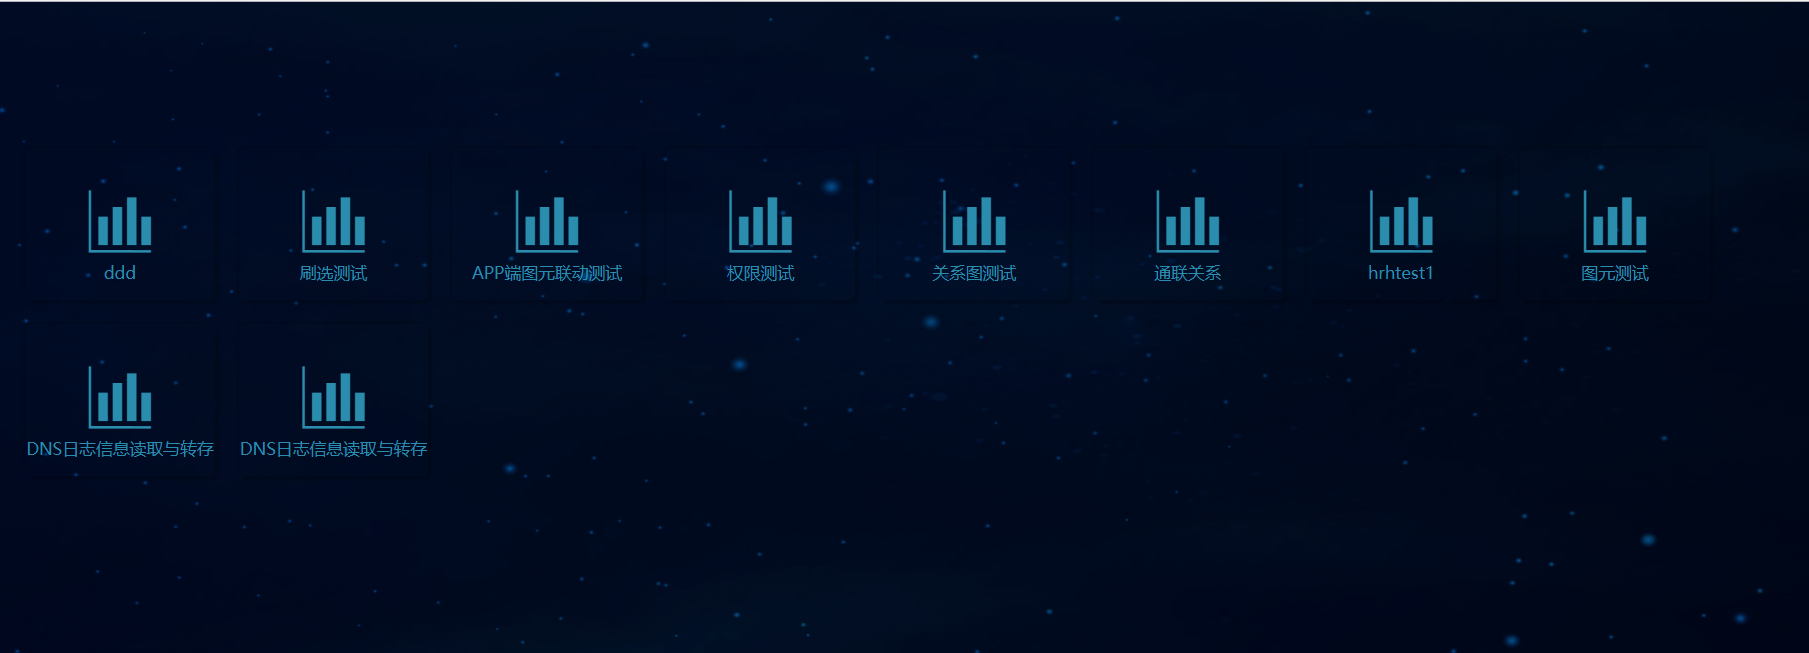 ddd
刷选测试
APP端图元联动测试
权限测试
关系图测试
通联关系
hrhtest1
图元测试
DNS日志信息读取与转存
DNS日志信息读取与转存